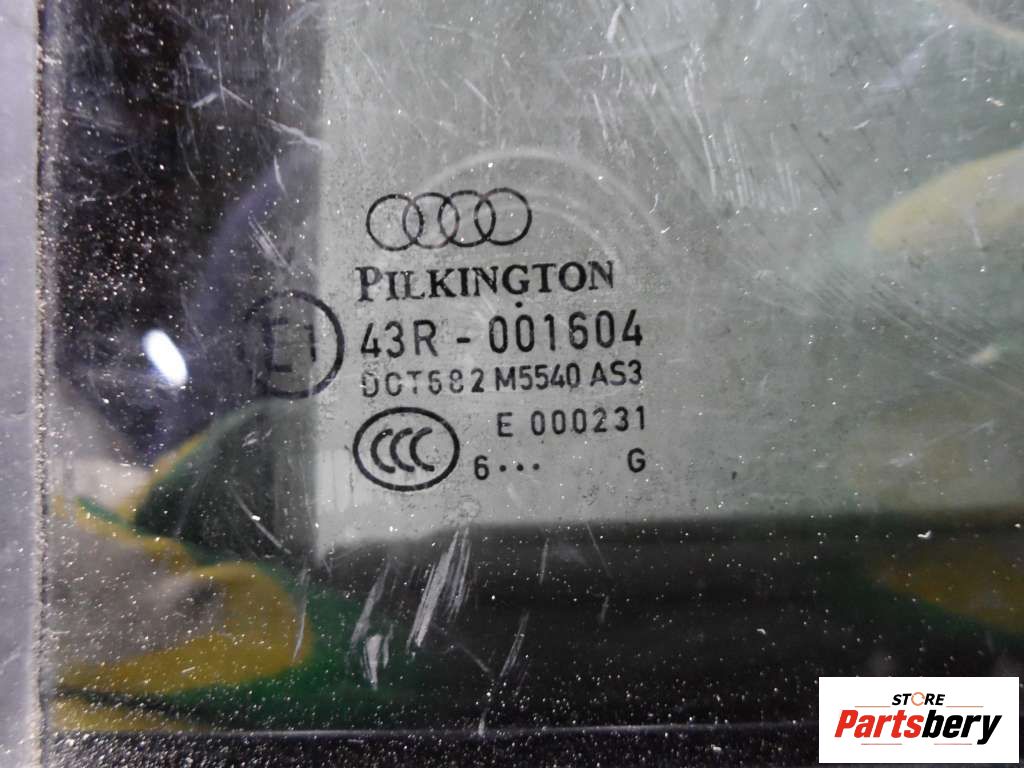 PILKINGTON
E1 43R - 001604
DOT682 M5540 AS3
CCC E 000231
6··· G
STORE
Partsbery